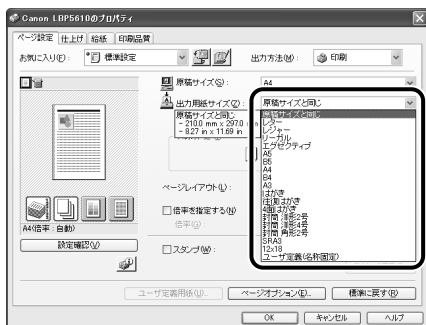 Canon LBP5610のプロパティ
ページ設定 仕上げ 給紙 印刷品質
お気に入り(F): 標準設定 出力方法(M): 印刷
原稿サイズ(S): A4
出力用紙サイズ(Z): 原稿サイズと同じ
原稿サイズと同じ
- 210.0 mm x 297.0
- 8.27 in x 11.69 in
原稿サイズと同じ
レター
レジャー
リーガル
エグゼクティブ
A5
B5
A4
B4
A3
はがき
往復はがき
4面はがき
封筒 洋形2号
封筒 洋形4号
封筒 角形2号
SRA3
12x18
ユーザ定義(名称固定)
ページレイアウト(L):
倍率を指定する(N)
倍率(G):
A4(倍率: 自動)
設定確認(V)
スタンプ(W):
ユーザ定義用紙(U)... ページオプション(E)... 標準に戻す(R)
OK キャンセル ヘルプ